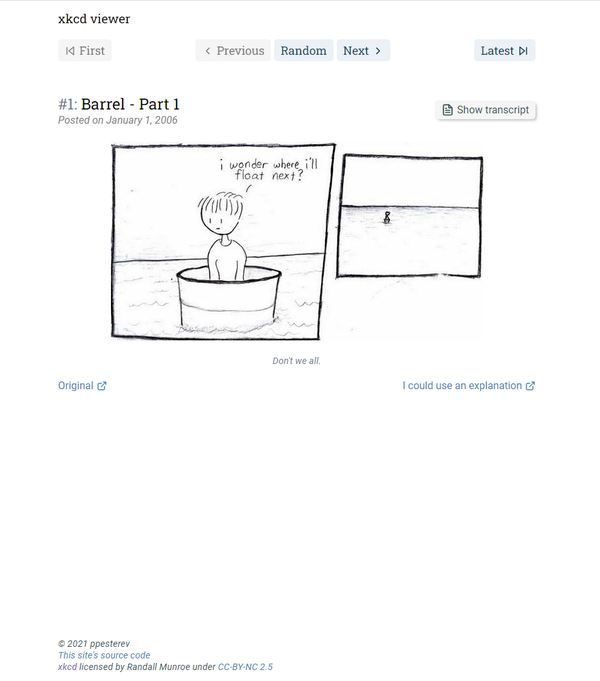 xkcd viewer
First
Previous
Random
Next
Latest
#1: Barrel - Part 1
Posted on January 1, 2006
Show transcript
i wonder where i'll
float next?
Don't we all.
Original
I could use an explanation
© 2021 ppesterev
This site's source code
xkcd licensed by Randall Munroe under CC-BY-NC 2.5